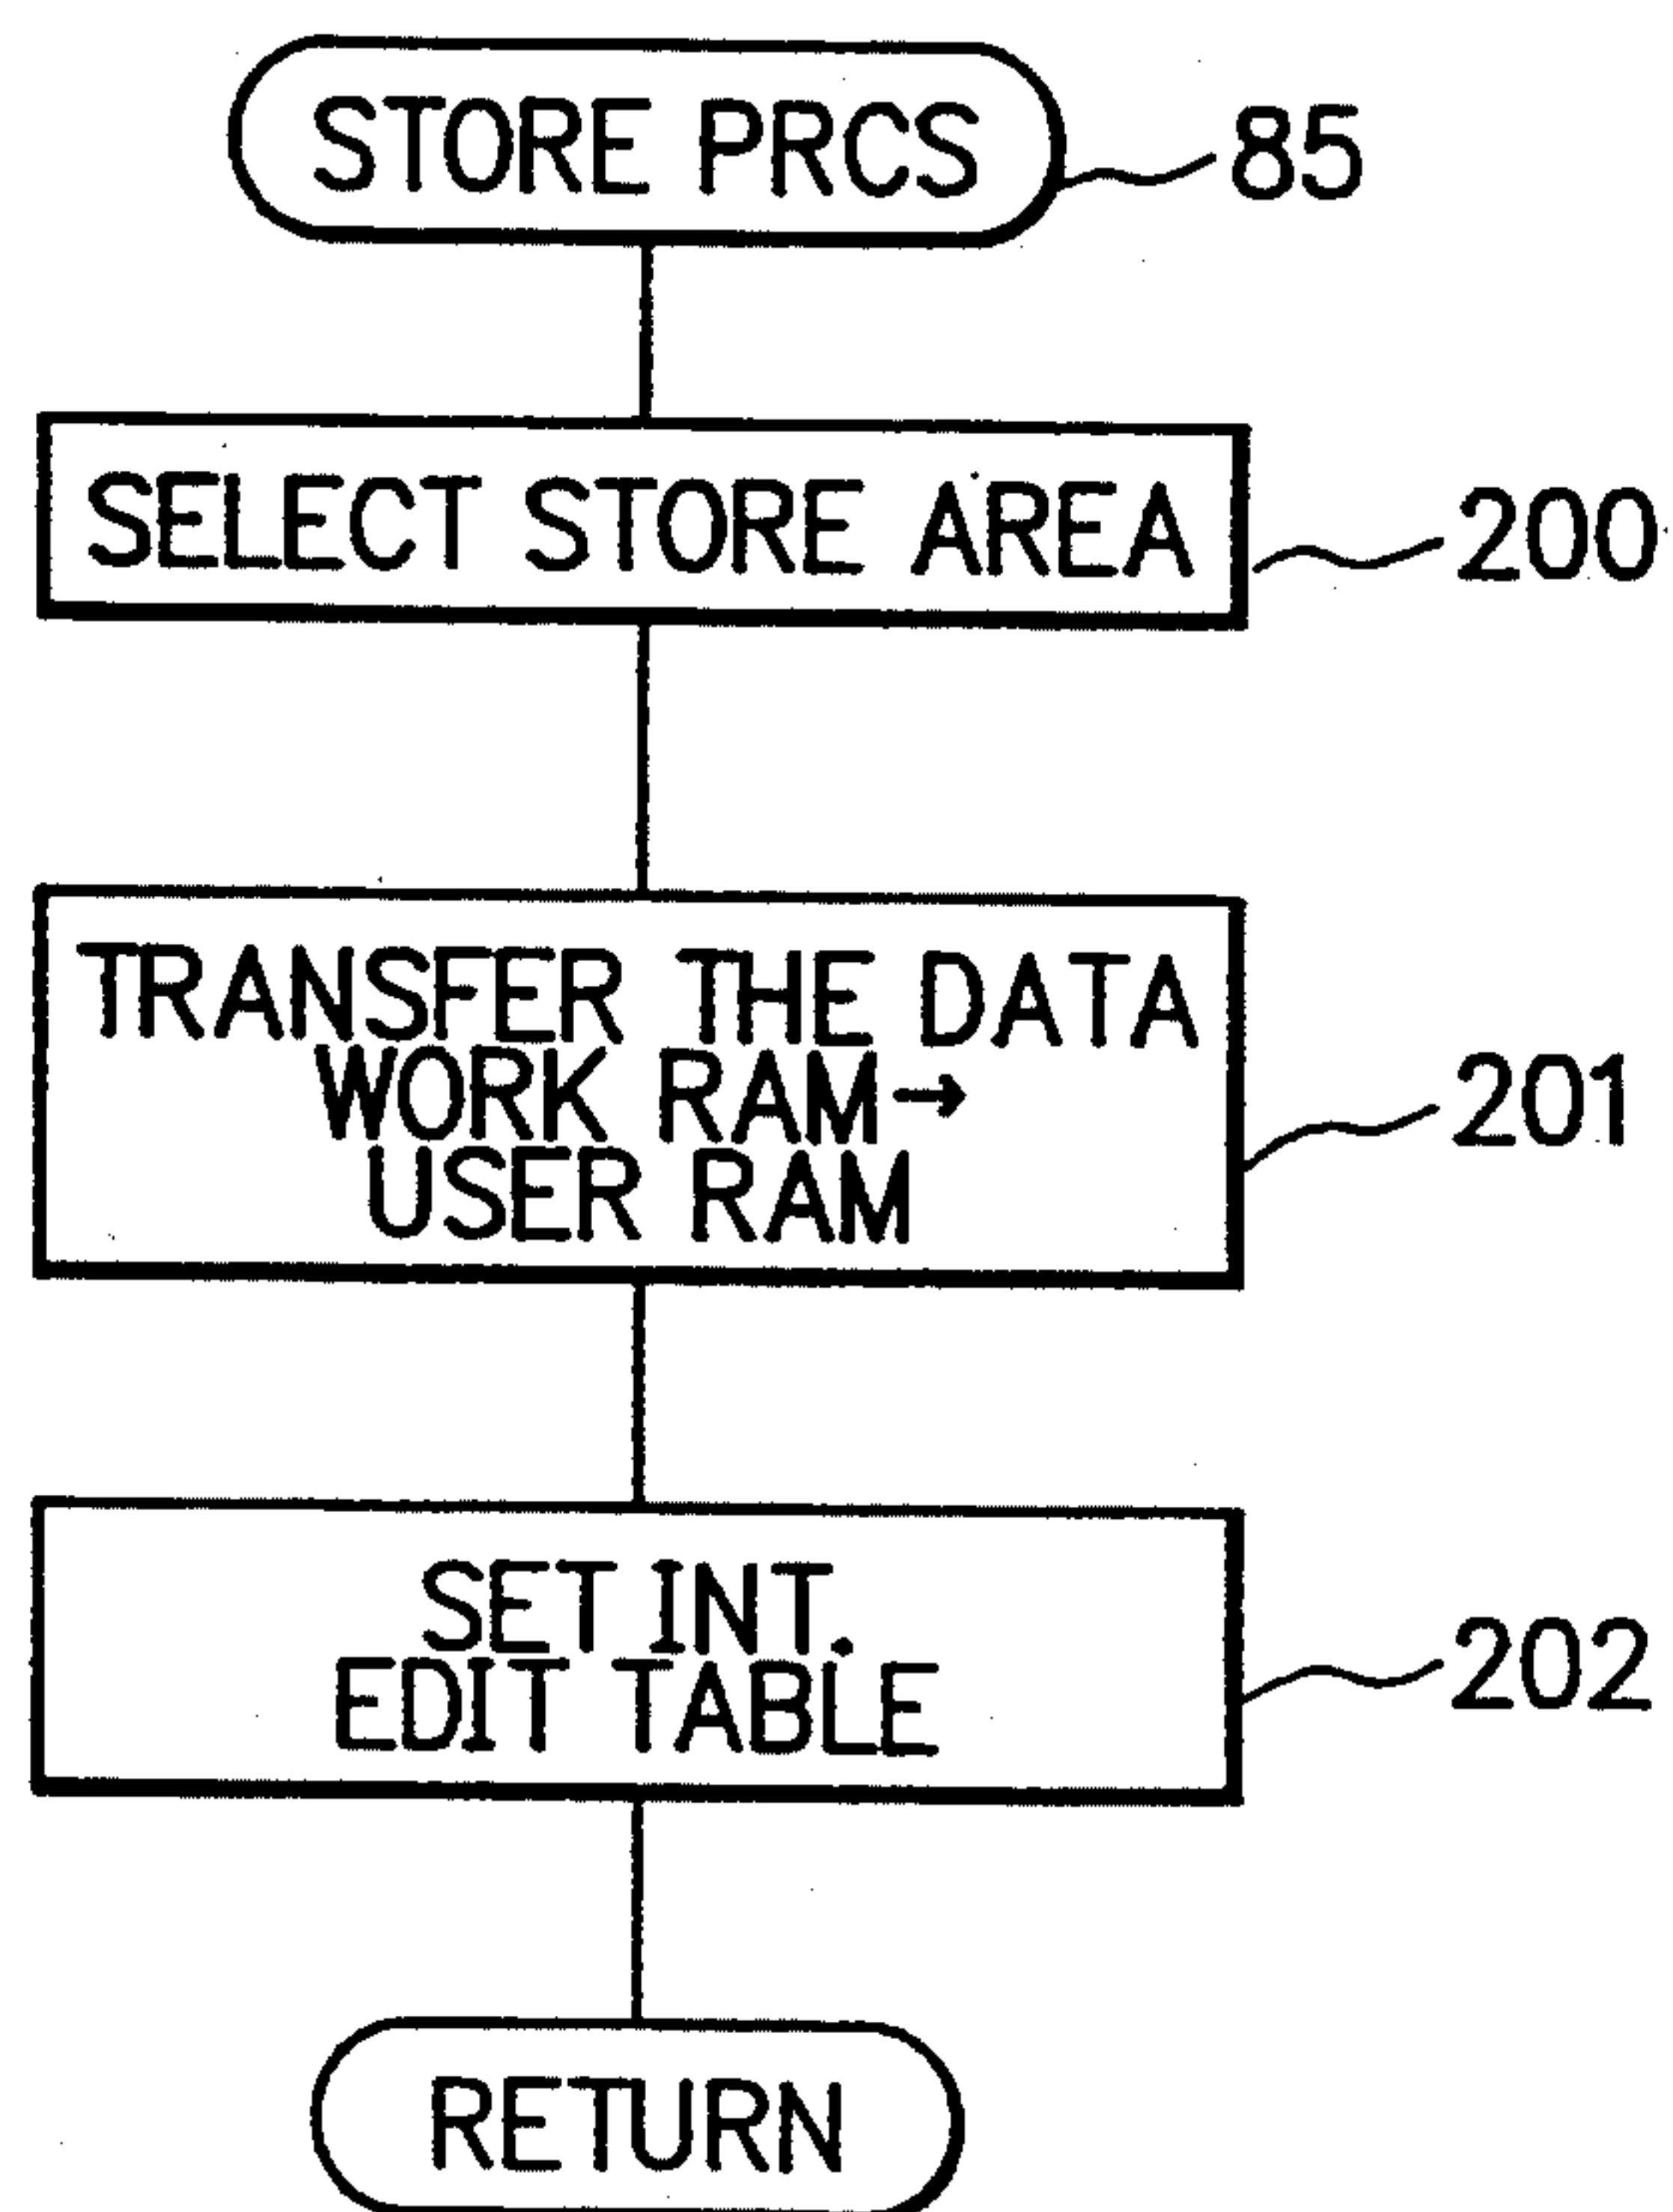 STORE PRCS
85
SELECT STORE AREA
200
TRANSFER THE DATA
WORK RAM→
USER RAM
201
SET INT.
EDIT TABLE
202
RETURN